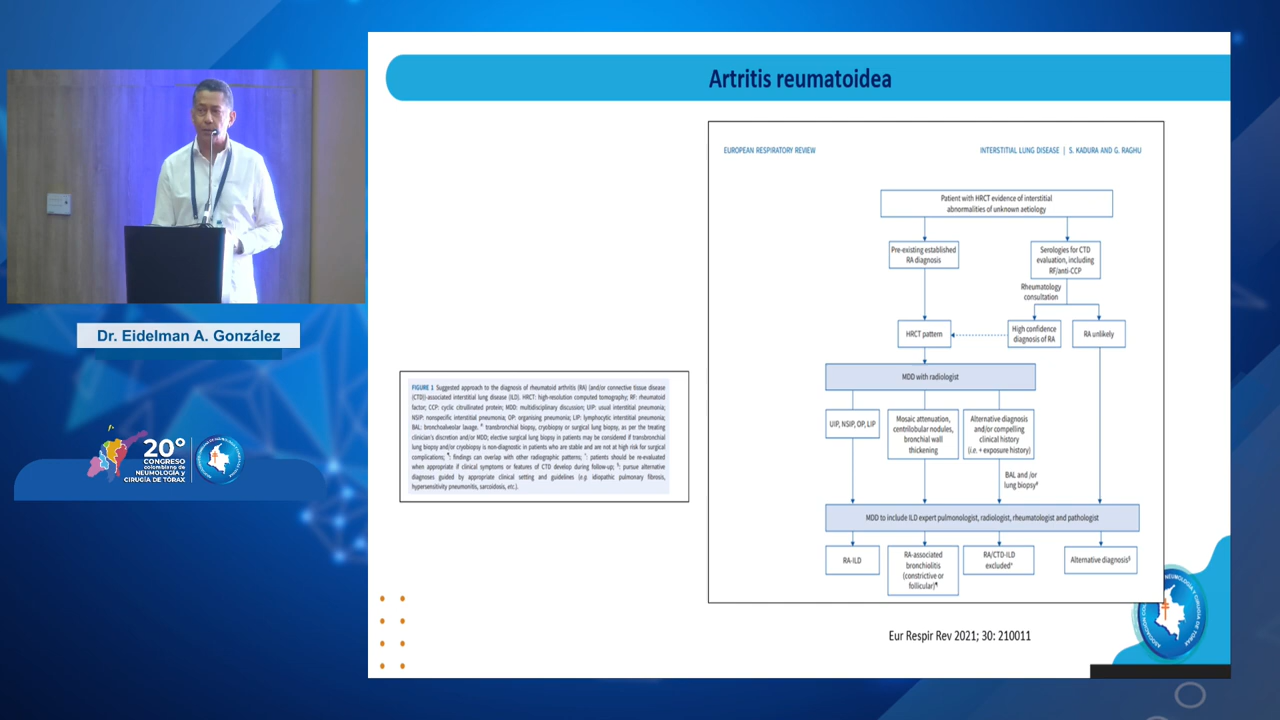 Artritis reumatoidea
EUROPEAN RESPIRATORY REVIEW
INTERSTITIAL LUNG DISEASE | S. KADURA AND G. RAGHU
Patient with HRCT evidence of interstitial
abnormalities of unknown aetiology
Pre-existing established
RA diagnosis
Serologies for CTD
evaluation, including
RF/anti-CCP
Rheumatology
consultation
HRCT pattern
High confidence
diagnosis of RA
RA unlikely
MDD with radiologist
UIP, NSIP, OP, LIP
Mosaic attenuation,
centrilobular nodules,
bronchial wall
thickening
Alternative diagnosis
and/or compelling
clinical history
(i.e. + exposure history)
BAL and /or
lung biopsy#
MDD to include ILD expert pulmonologist, radiologist, rheumatologist and pathologist
RA-ILD
RA-associated
bronchiolitis
(constrictive or
follicular)¶
RA/CTD-ILD
excluded+
Alternative diagnosis§
FIGURE 1 Suggested approach to the diagnosis of rheumatoid arthritis (RA) (and/or connective tissue disease
(CTD))-associated interstitial lung disease (ILD). HRCT: high-resolution computed tomography; RF: rheumatoid
factor; CCP: cyclic citrullinated protein; MDD: multidisciplinary discussion; UIP: usual interstitial pneumonia;
NSIP: nonspecific interstitial pneumonia; OP: organising pneumonia; LIP: lymphocytic interstitial pneumonia;
BAL: bronchoalveolar lavage. #: transbronchial biopsy, cryobiopsy or surgical lung biopsy, as per the treating
clinician's discretion and/or MDD; elective surgical lung biopsy in patients may be considered if transbronchial
lung biopsy and/or cryobiopsy is non-diagnostic in patients who are stable and are not at high risk for surgical
complications; ¶: findings can overlap with other radiographic patterns; +: patients should be re-evaluated
when appropriate if clinical symptoms or features of CTD develop during follow-up; §: pursue alternative
diagnoses guided by appropriate clinical setting and guidelines (e.g. idiopathic pulmonary fibrosis,
hypersensitivity pneumonitis, sarcoidosis, etc.).
Eur Respir Rev 2021; 30: 210011
Dr. Eidelman A. González
20°
CONGRESO
colombiano de
NEUMOLOGÍA y
CIRUGÍA DE TÓRAX